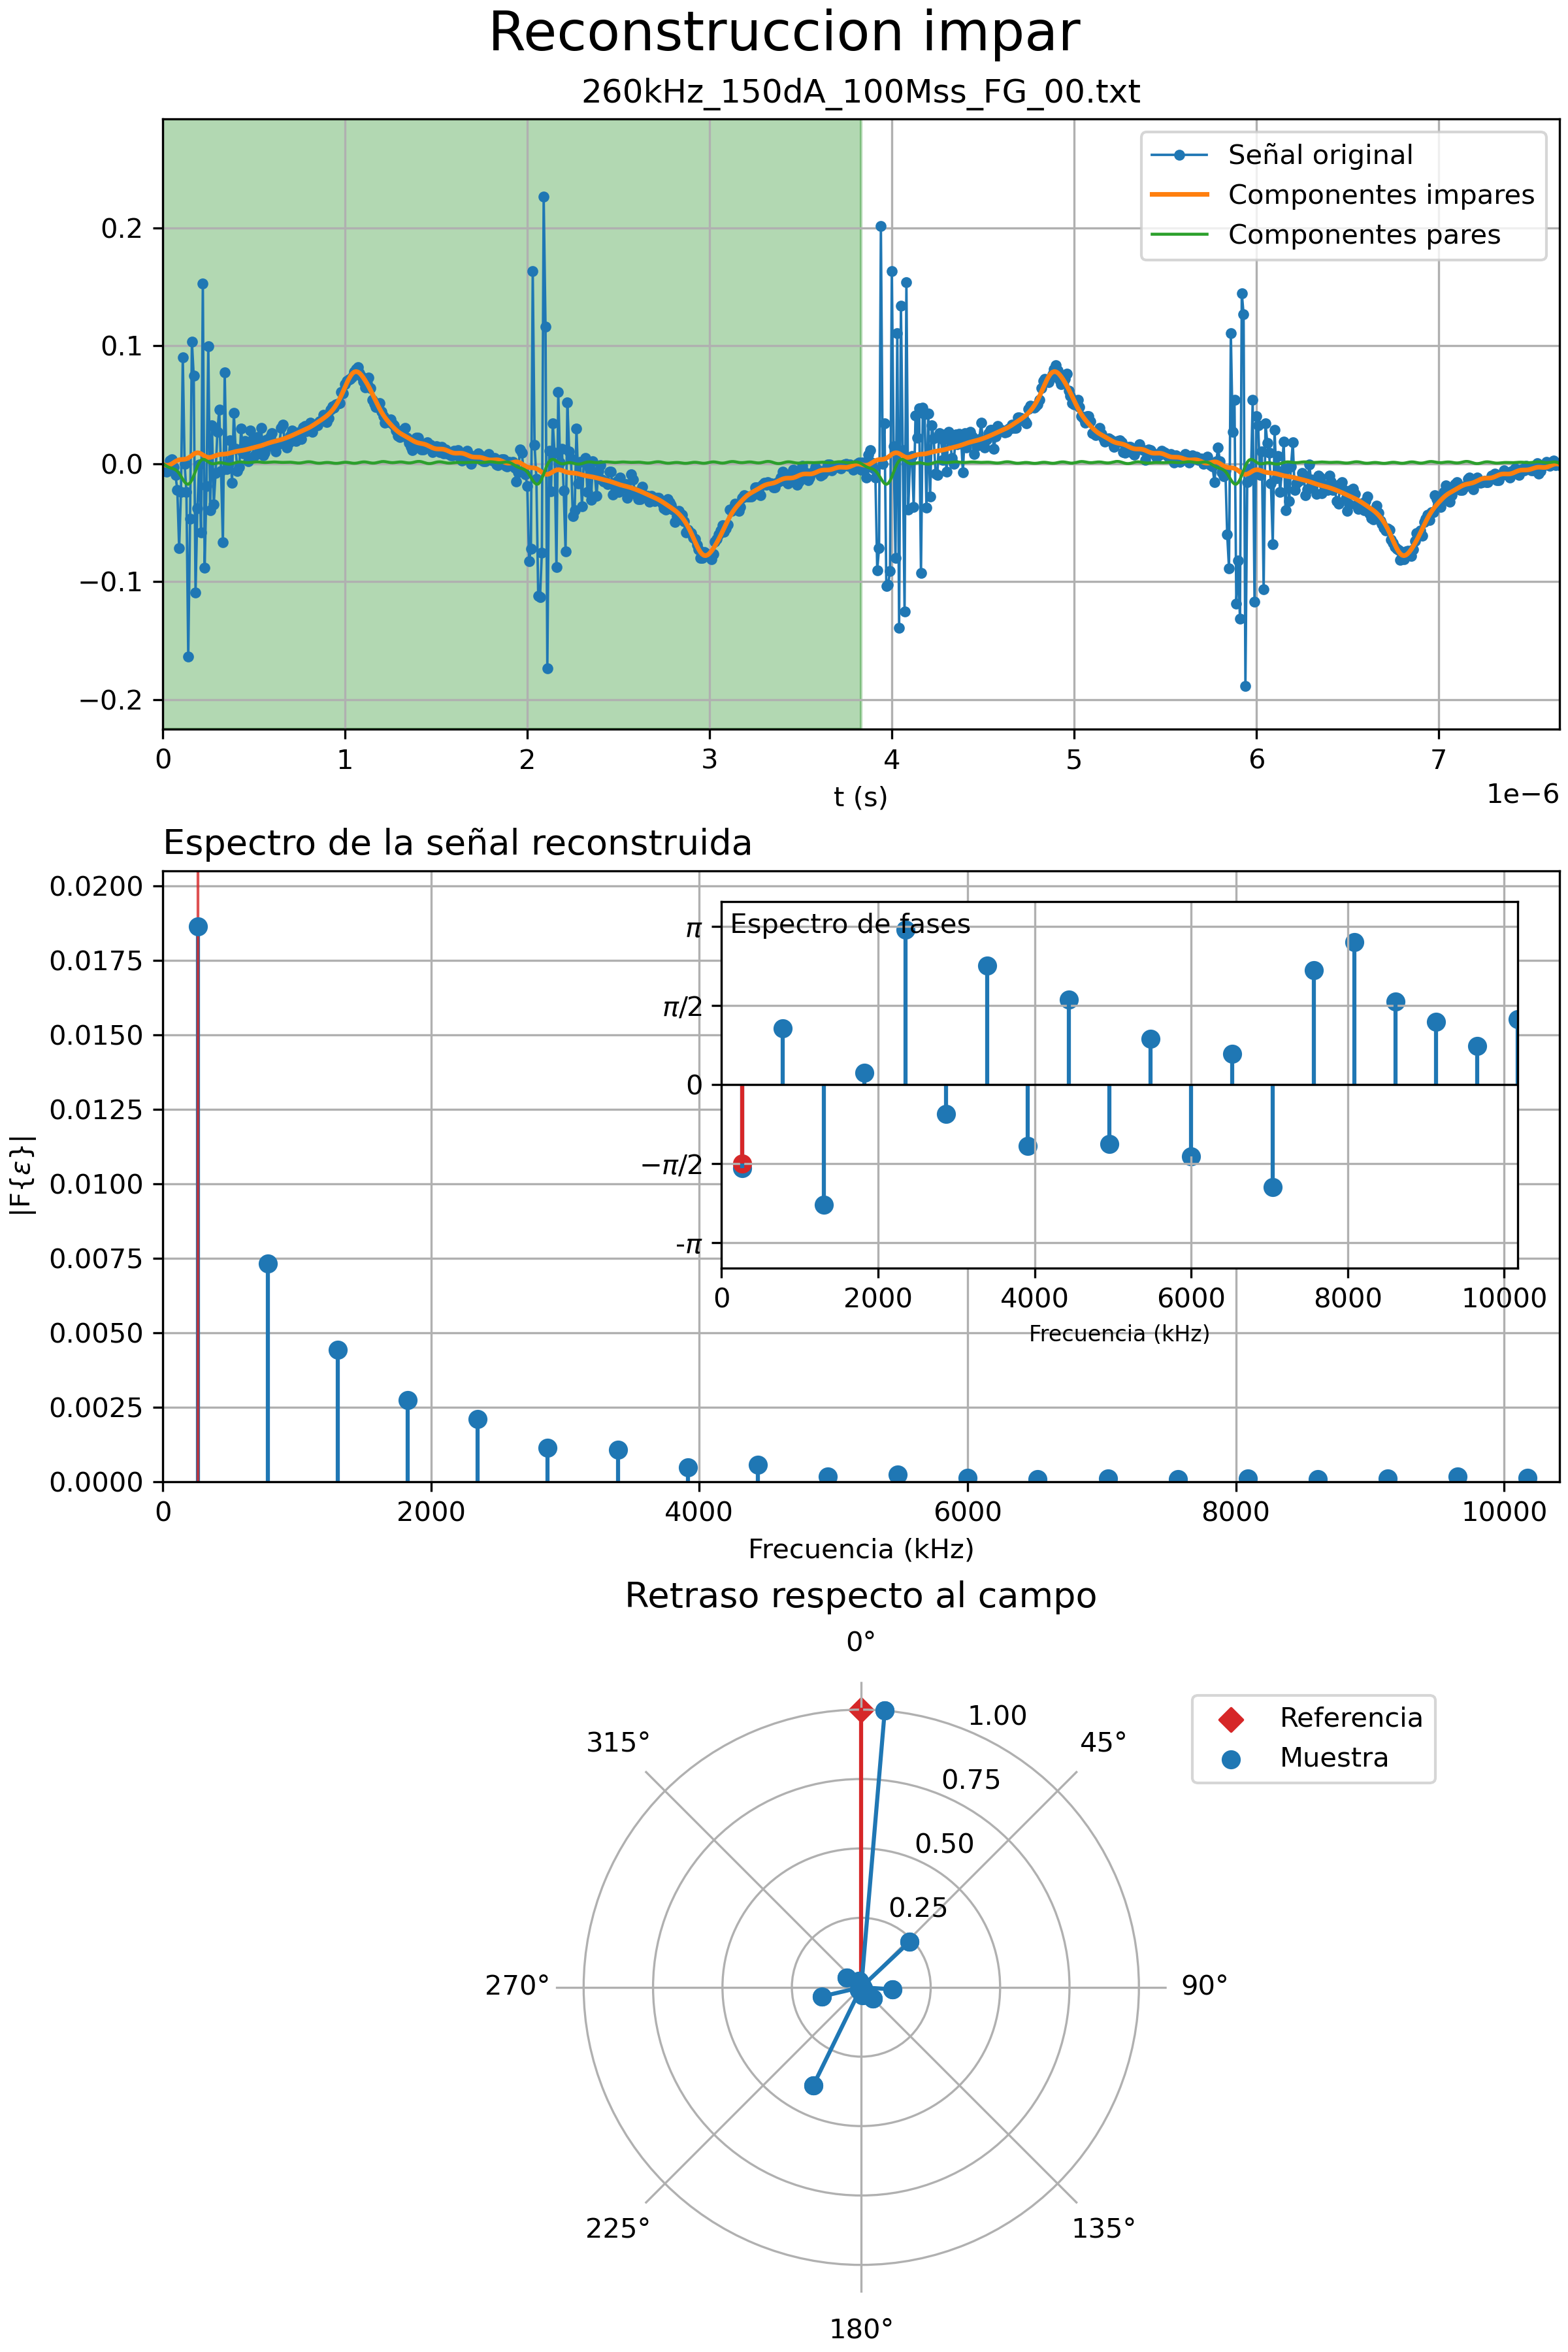 Reconstruccion impar
260kHz_150dA_100Mss_FG_00.txt
Señal original
Componentes impares
Componentes pares
0.2
0.1
0.0
−0.1
−0.2
0 1 2 3 4 5 6 7
t (s)
1e−6
Espectro de la señal reconstruida
|F{ε}|
0.0200
0.0175
0.0150
0.0125
0.0100
0.0075
0.0050
0.0025
0.0000
0 2000 4000 6000 8000 10000
Frecuencia (kHz)
Espectro de fases
π
π/2
0
−π/2
-π
0 2000 4000 6000 8000 10000
Frecuencia (kHz)
Retraso respecto al campo
0°
45°
90°
135°
180°
225°
270°
315°
1.00
0.75
0.50
0.25
Referencia
Muestra